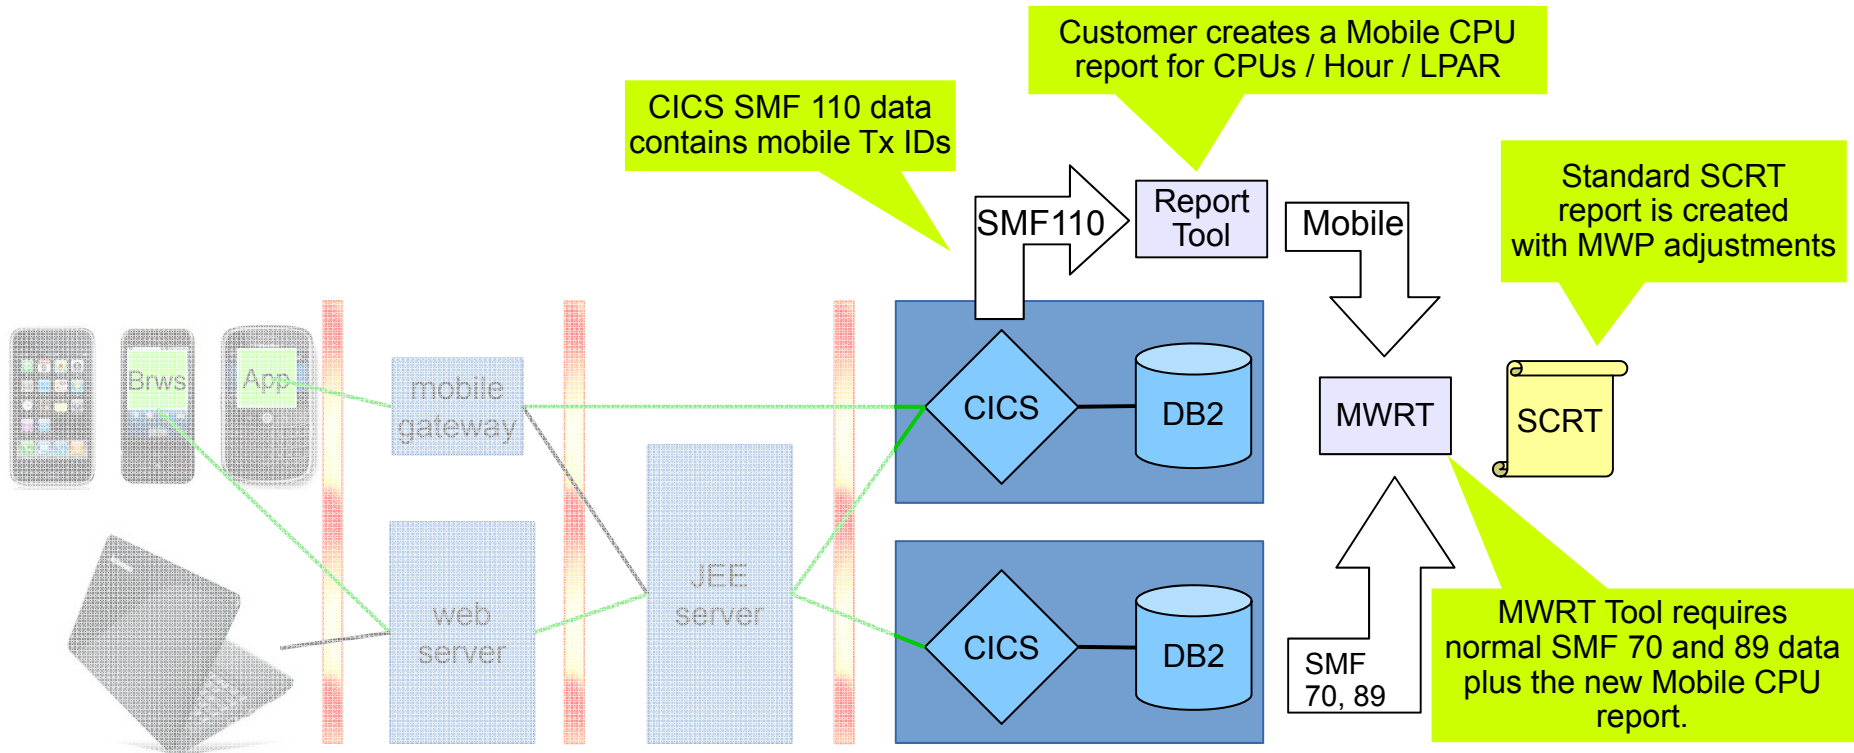 Customer creates a Mobile CPU
report for CPUs / Hour / LPAR
CICS SMF 110 data
contains mobile Tx IDs
Standard SCRT
report is created
with MWP adjustments
SMF110
Report
Tool
Mobile
Brws
App
mobile
gateway
CICS
DB2
MWRT
SCRT
JEE
server
web
server
CICS
DB2
SMF
70, 89
MWRT Tool requires
normal SMF 70 and 89 data
plus the new Mobile CPU
report.